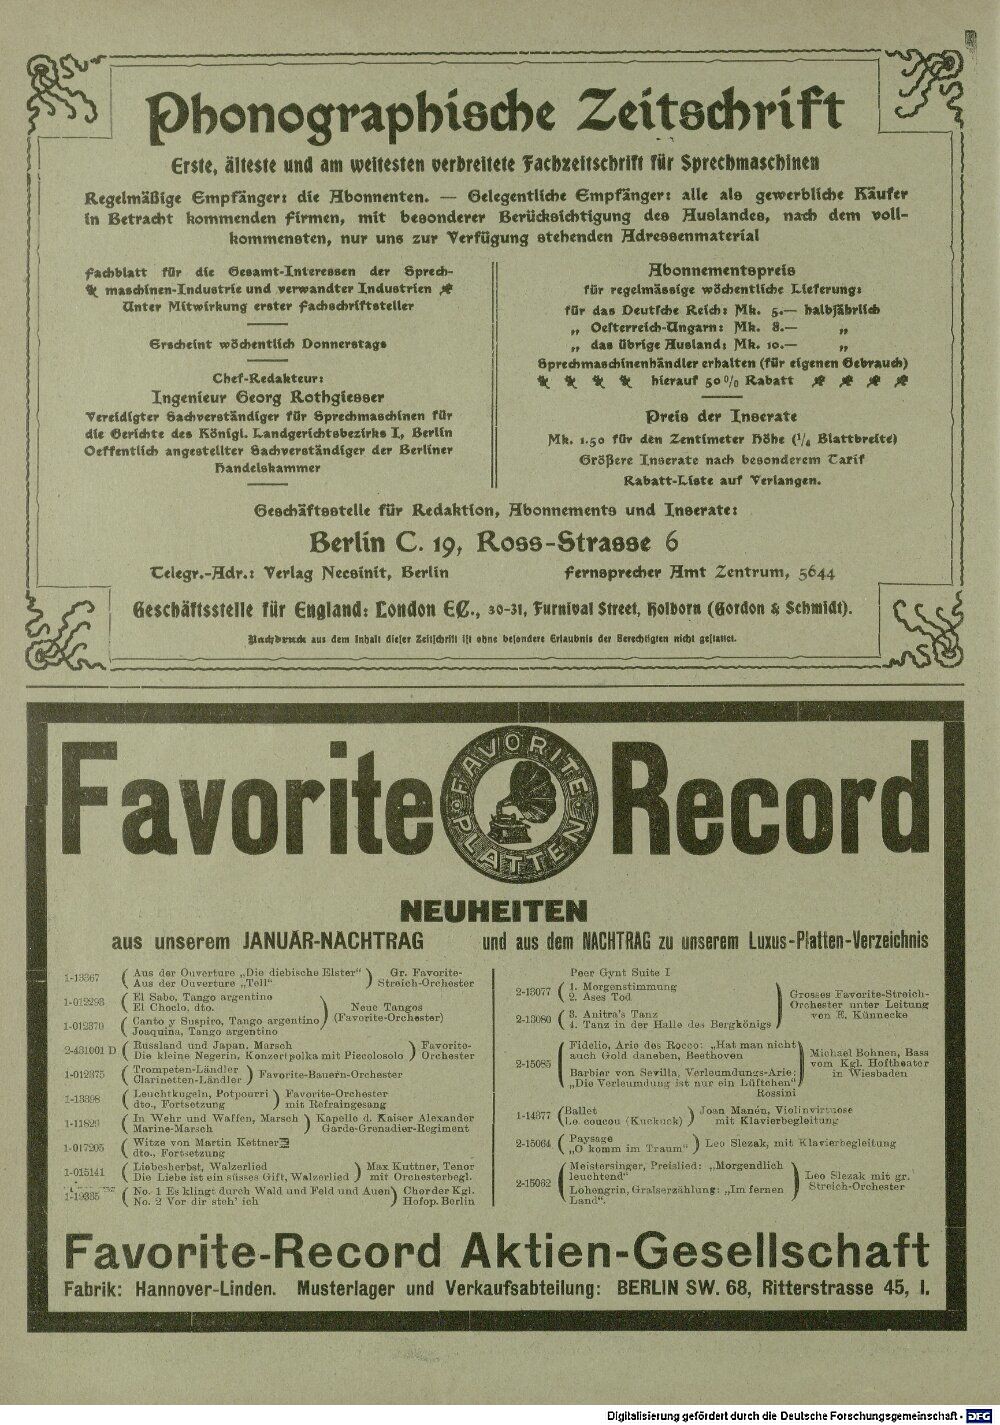 Phonographische Zeitschrift
Erste, älteste und am weitesten verbreitete Fachzeitschrift für Sprechmaschinen
Regelmäßige Empfänger: die Abonnenten. — Gelegentliche Empfänger: alle als gewerbliche Käufer
in Betracht kommenden Firmen, mit besonderer Berücksichtigung des Auslandes, nach dem voll-
kommensten, nur uns zur Verfügung stehenden Adressenmaterial
Fachblatt für die Gesamt-Interessen der Sprech-
maschinen-Industrie und verwandter Industrien
Unter Mitwirkung erster Fachschriftsteller
Erscheint wöchentlich Donnerstags
Chef-Redakteur:
Ingenieur Georg Rothgiesser
Vereidigter Sachverständiger für Sprechmaschinen für
die Gerichte des Königl. Landgerichtsbezirks I, Berlin
Oeffentlich angestellter Sachverständiger der Berliner
Handelskammer
Abonnementspreis
für regelmässige wöchentliche Lieferung:
für das Deutsche Reich: Mk. 5.— halbjährlich
„ Oesterreich-Ungarn: Mk. 8.— „
„ das übrige Ausland: Mk. 10.— „
Sprechmaschinenhändler erhalten (für eigenen Gebrauch)
hierauf 50% Rabatt
Preis der Inserate
Mk. 1.50 für den Zentimeter Höhe (¼ Blattbreite)
Größere Inserate nach besonderem Tarif
Rabatt-Liste auf Verlangen.
Geschäftsstelle für Redaktion, Abonnements und Inserate:
Berlin C. 19, Ross-Strasse 6
Telegr.-Adr.: Verlag Necsinit, Berlin Fernsprecher Amt Zentrum, 5644
Geschäftsstelle für England: London EC., 30-31, Furnival Street, Holborn (Gordon & Schmidt).
Nachdruck aus dem Inhalt dieser Zeitschrift ist ohne besondere Erlaubnis der Berechtigten nicht gestattet.
Favorite Record
FAVORITE PLATTEN
NEUHEITEN
aus unserem JANUAR-NACHTRAG und aus dem NACHTRAG zu unserem Luxus-Platten-Verzeichnis
1-13367 ( Aus der Ouverture „Die diebische Elster“ ) Gr. Favorite-
Aus der Ouverture „Tell“ Streich-Orchester
1-012293 ( El Sabo, Tango argentino
El Choclo, dto. ) Neue Tangos
1-012370 ( Canto y Suspiro, Tango argentino (Favorite-Orchester)
Joaquina, Tango argentino
2-431001 D ( Russland und Japan. Marsch ) Favorite-
Die kleine Negerin, Konzertpolka mit Piccolosolo Orchester
1-012375 ( Trompeten-Ländler ) Favorite-Bauern-Orchester
Clarinetten-Ländler
1-13398 ( Leuchtkugeln, Potpourri ) Favorite-Orchester
dto., Fortsetzung mit Refraingesang
( In Wehr und Waffen, Marsch ) Kapelle d. Kaiser Alexander
Marine-Marsch Garde-Grenadier-Regiment
1-017205 ( Witze von Martin Kettner
dto., Fortsetzung
1-015141 ( Liebesherbst, Walzerlied ) Max Kuttner, Tenor
Die Liebe ist ein süsses Gift, Walzerlied mit Orchesterbegl.
( No. 1 Es klingt durch Wald und Feld und Auen ) Chor der Kgl.
No. 2 Vor dir steh' ich Hofop. Berlin
Peer Gynt Suite I
2-13077 ( 1. Morgenstimmung
2. Ases Tod
2-13080 ( 3. Anitra's Tanz
4. Tanz in der Halle des Bergkönigs
) Grosses Favorite-Streich-
Orchester unter Leitung
von E. Künnecke
2-15085 ( Fidelio, Arie des Rocco: „Hat man nicht
auch Gold daneben, Beethoven
Barbier von Sevilla, Verleumdungs-Arie:
„Die Verleumdung ist nur ein Lüftchen“
Rossini
) Michael Bohnen, Bass
vom Kgl. Hoftheater
in Wiesbaden
1-14377 ( Ballet ) Joan Manén, Violinvirtuose
Le coucou (Kuckuck) mit Klavierbegleitung
2-15064 ( Paysage ) Leo Slezak, mit Klavierbegleitung
„O komm im Traum“
2-15062 ( Meistersinger, Preislied: „Morgendlich
leuchtend“
Lohengrin, Gralserzählung: „Im fernen
Land“.
) Leo Slezak mit gr.
Streich-Orchester
Favorite-Record Aktien-Gesellschaft
Fabrik: Hannover-Linden. Musterlager und Verkaufsabteilung: BERLIN SW. 68, Ritterstrasse 45, I.
Digitalisierung gefördert durch die Deutsche Forschungsgemeinschaft - DFG